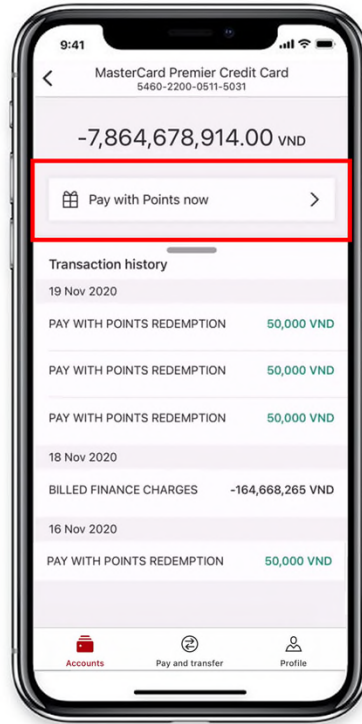 9:41
MasterCard Premier Credit Card
5460-2200-0511-5031
-7,864,678,914.00 VND
Pay with Points now
Transaction history
19 Nov 2020
PAY WITH POINTS REDEMPTION 50,000 VND
PAY WITH POINTS REDEMPTION 50,000 VND
PAY WITH POINTS REDEMPTION 50,000 VND
18 Nov 2020
BILLED FINANCE CHARGES -164,668,265 VND
16 Nov 2020
PAY WITH POINTS REDEMPTION 50,000 VND
Accounts Pay and transfer Profile